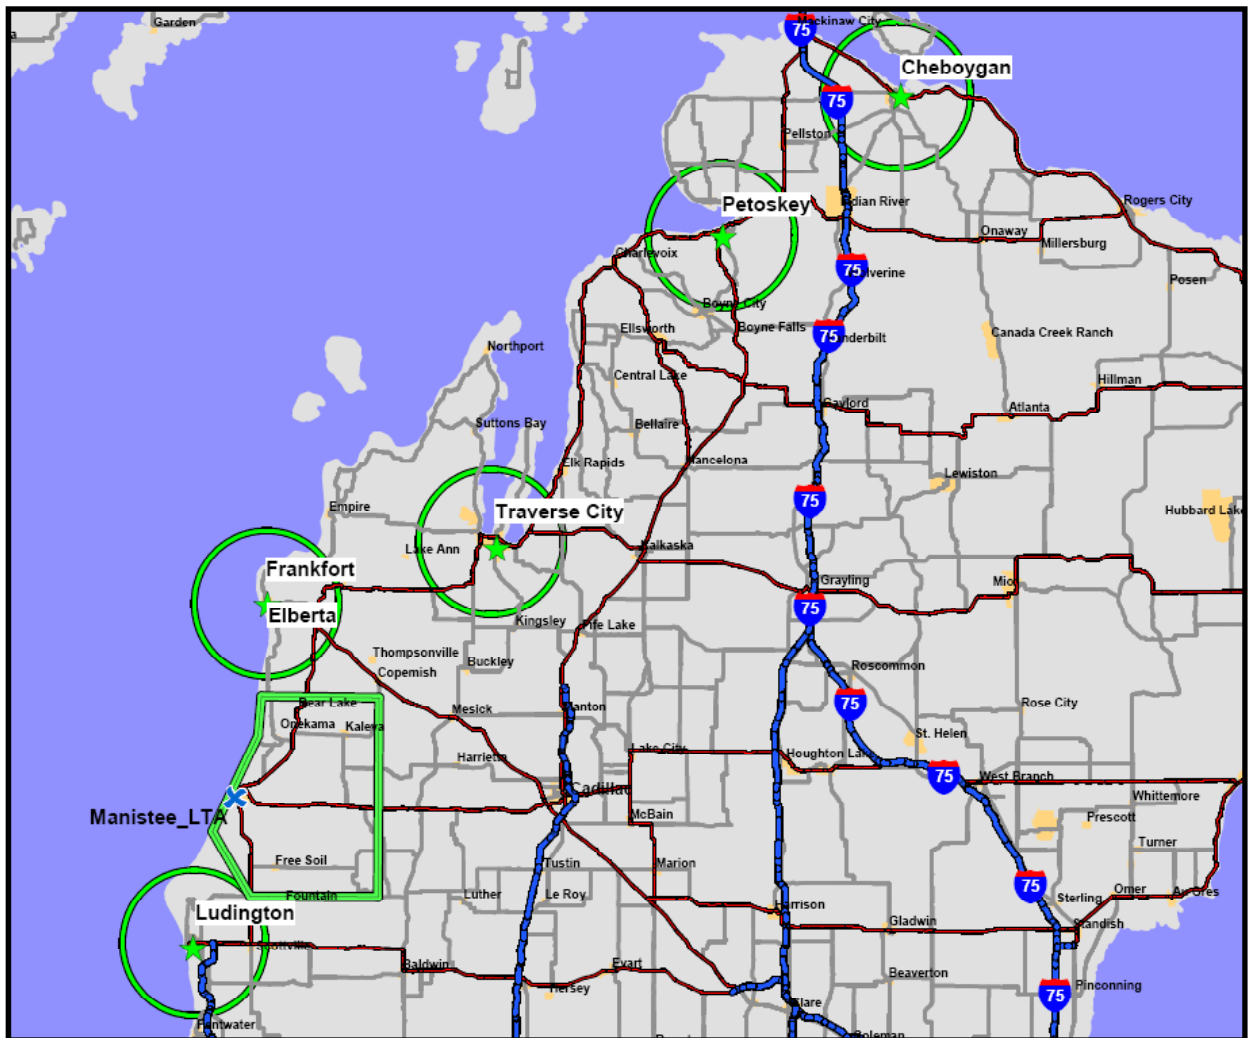 Garden
Mackinaw City
75
Cheboygan
75
Pellston
Petoskey
Indian River
Rogers City
Onaway
Millersburg
Charlevoix
75
Wolverine
Posen
Boyne City
Ellsworth
Boyne Falls
75
Vanderbilt
Canada Creek Ranch
Northport
Central Lake
Hillman
Gaylord
Atlanta
Suttons Bay
Bellaire
Elk Rapids
Mancelona
Lewiston
75
Empire
Traverse City
Hubbard Lake
Lake Ann
Kalkaska
Frankfort
Grayling
Mio
75
Elberta
Kingsley
Fife Lake
Thompsonville
Buckley
Copemish
Roscommon
Bear Lake
75
Rose City
Mesick
Manton
Onekama
Kaleva
St. Helen
Harrietta
Lake City
Houghton Lake
75
West Branch
Cadillac
Whittemore
Manistee_LTA
McBain
Prescott
Turner
Free Soil
Tustin
Marion
75
Fountain
Luther
Le Roy
Sterling
Omer
Au Gres
Ludington
Harrison
Gladwin
Standish
Scottville
Baldwin
Evart
Beaverton
Hersey
75
Pinconning
Clare
Pentwater
Coleman